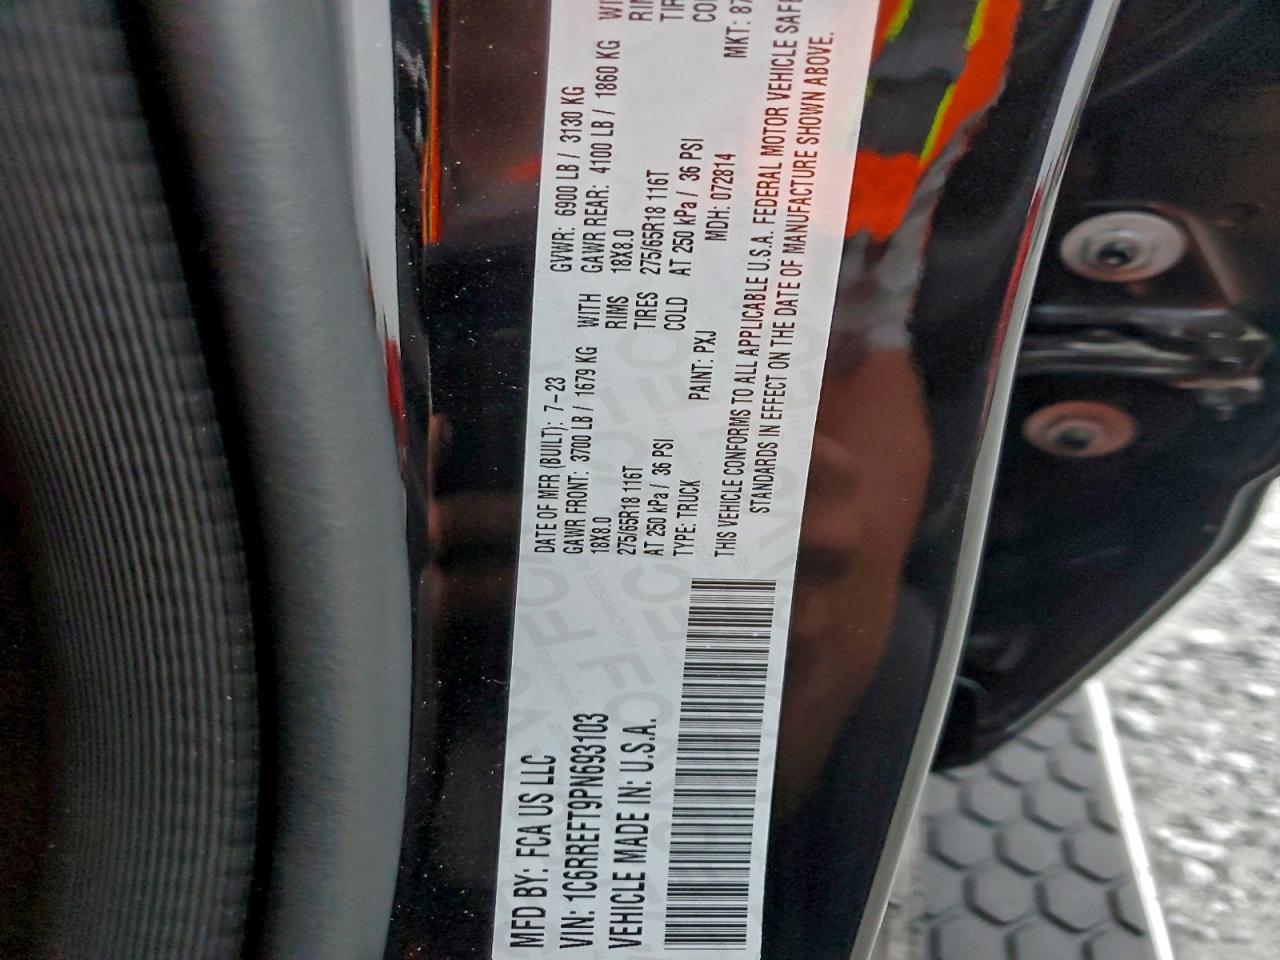 MFD BY: FCA US LLC
VIN: 1C6RREFT9PN693103
VEHICLE MADE IN: U.S.A.
DATE OF MFR (BUILT): 7-23 GVWR: 6900 LB / 3130 KG
GAWR FRONT: 3700 LB / 1679 KG WITH GAWR REAR: 4100 LB / 1860 KG
18X8.0 RIMS 18X8.0
275/65R18 116T TIRES 275/65R18 116T
AT 250 kPa / 36 PSI COLD AT 250 kPa / 36 PSI
TYPE: TRUCK PAINT: PXJ MDH: 072814 MKT: 87
THIS VEHICLE CONFORMS TO ALL APPLICABLE U.S.A. FEDERAL MOTOR VEHICLE
STANDARDS IN EFFECT ON THE DATE OF MANUFACTURE SHOWN ABOVE.